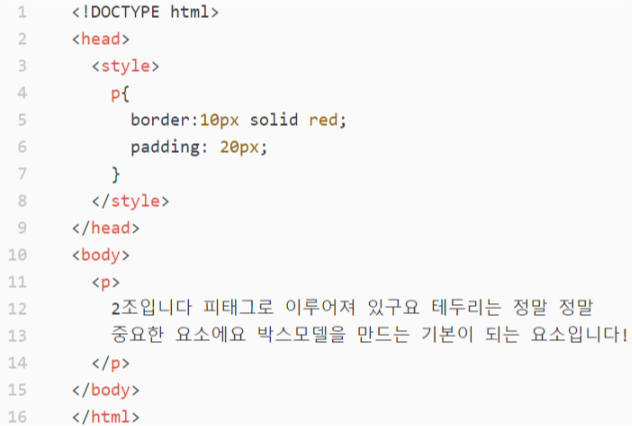 1 <!DOCTYPE html>
2 <head>
3 <style>
4 p{
5 border:10px solid red;
6 padding: 20px;
7 }
8 </style>
9 </head>
10 <body>
11 <p>
12 2조입니다 피태그로 이루어져 있구요 테두리는 정말 정말
13 중요한 요소에요 박스모델을 만드는 기본이 되는 요소입니다!
14 </p>
15 </body>
16 </html>